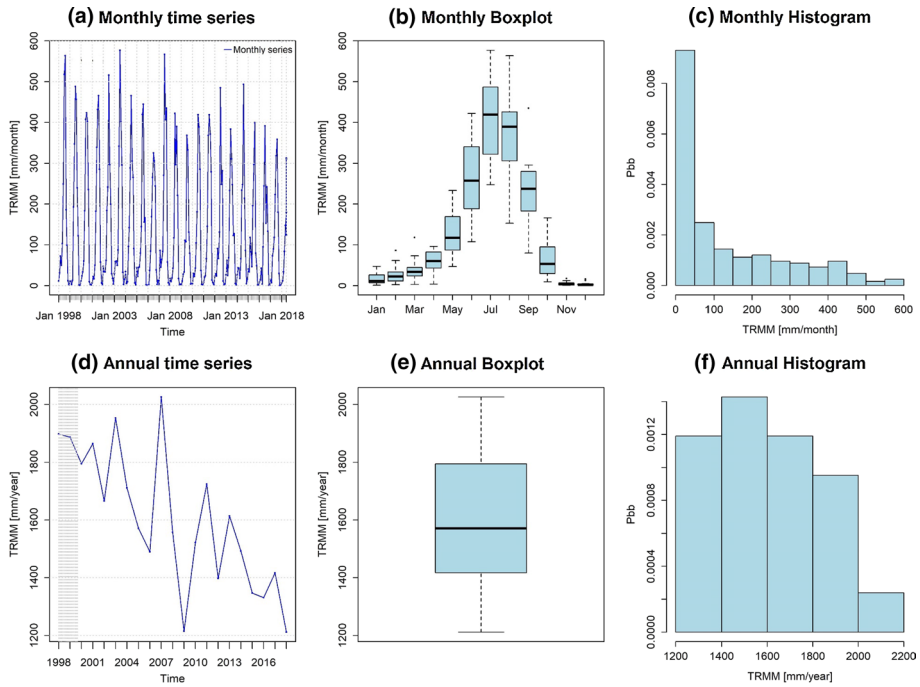 (a) Monthly time series
Monthly series
TRMM [mm/month]
600
500
400
300
200
100
0
Jan 1998
Jan 2003
Jan 2008
Jan 2013
Jan 2018
Time
(b) Monthly Boxplot
TRMM [mm/month]
600
500
400
300
200
100
0
Jan
Mar
May
Jul
Sep
Nov
(c) Monthly Histogram
Pbb
0.008
0.006
0.004
0.002
0.000
0
100
200
300
400
500
600
TRMM [mm/month]
(d) Annual time series
TRMM [mm/year]
2000
1800
1600
1400
1200
1998
2001
2004
2007
2010
2013
2016
Time
(e) Annual Boxplot
TRMM [mm/year]
2000
1800
1600
1400
1200
(f) Annual Histogram
Pbb
0.0012
0.0008
0.0004
0.0000
1200
1400
1600
1800
2000
2200
TRMM [mm/year]